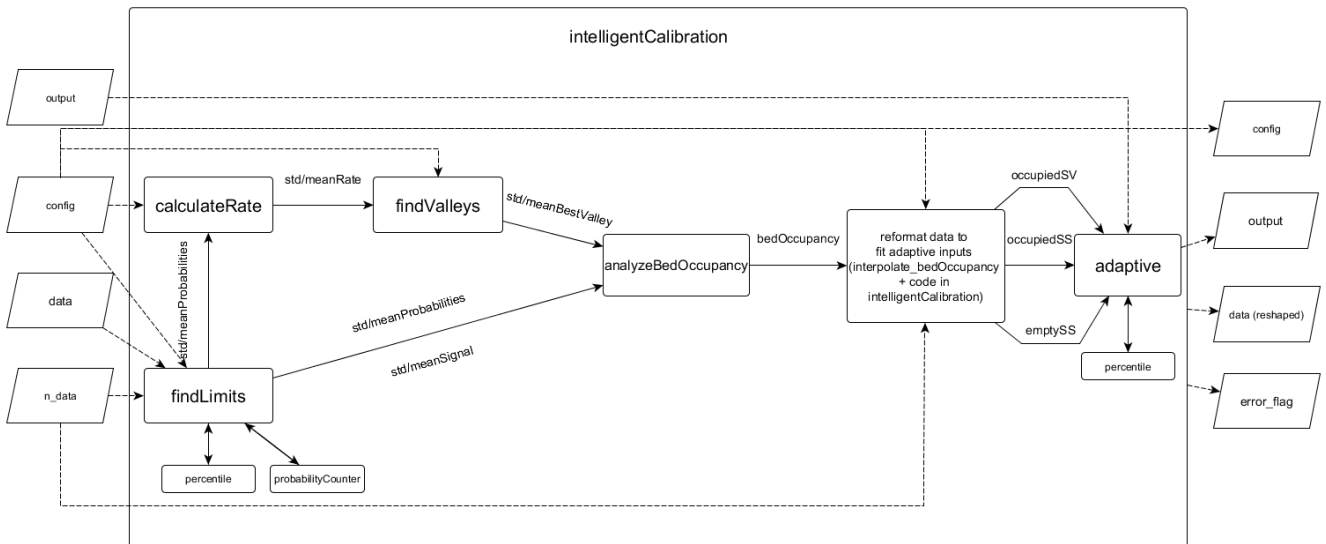 intelligentCalibration
output
config
config
std/meanRate
occupiedSV
calculateRate
findValleys
std/meanBestValley
output
bedOccupancy
reformat data to
fit adaptive inputs
(interpolate_bedOccupancy
+ code in
intelligentCalibration)
occupiedSS
analyzeBedOccupancy
adaptive
std/meanProbabilities
data
std/meanProbabilities
std/meanSignal
emptySS
data (reshaped)
percentile
n_data
findLimits
error_flag
percentile
probabilityCounter